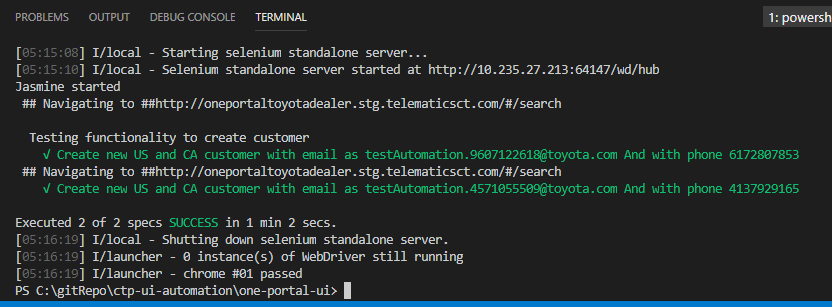 PROBLEMS OUTPUT DEBUG CONSOLE TERMINAL 1: powersh
[05:15:08] I/local - Starting selenium standalone server...
[05:15:10] I/local - Selenium standalone server started at http://10.235.27.213:64147/wd/hub
Jasmine started
## Navigating to ##http://oneportaltoyotadealer.stg.telematicsct.com/#/search
Testing functionality to create customer
√ Create new US and CA customer with email as testAutomation.9607122618@toyota.com And with phone 6172807853
## Navigating to ##http://oneportaltoyotadealer.stg.telematicsct.com/#/search
√ Create new US and CA customer with email as testAutomation.4571055509@toyota.com And with phone 4137929165
Executed 2 of 2 specs SUCCESS in 1 min 2 secs.
[05:16:19] I/local - Shutting down selenium standalone server.
[05:16:19] I/launcher - 0 instance(s) of WebDriver still running
[05:16:19] I/launcher - chrome #01 passed
PS C:\gitRepo\ctp-ui-automation\one-portal-ui>